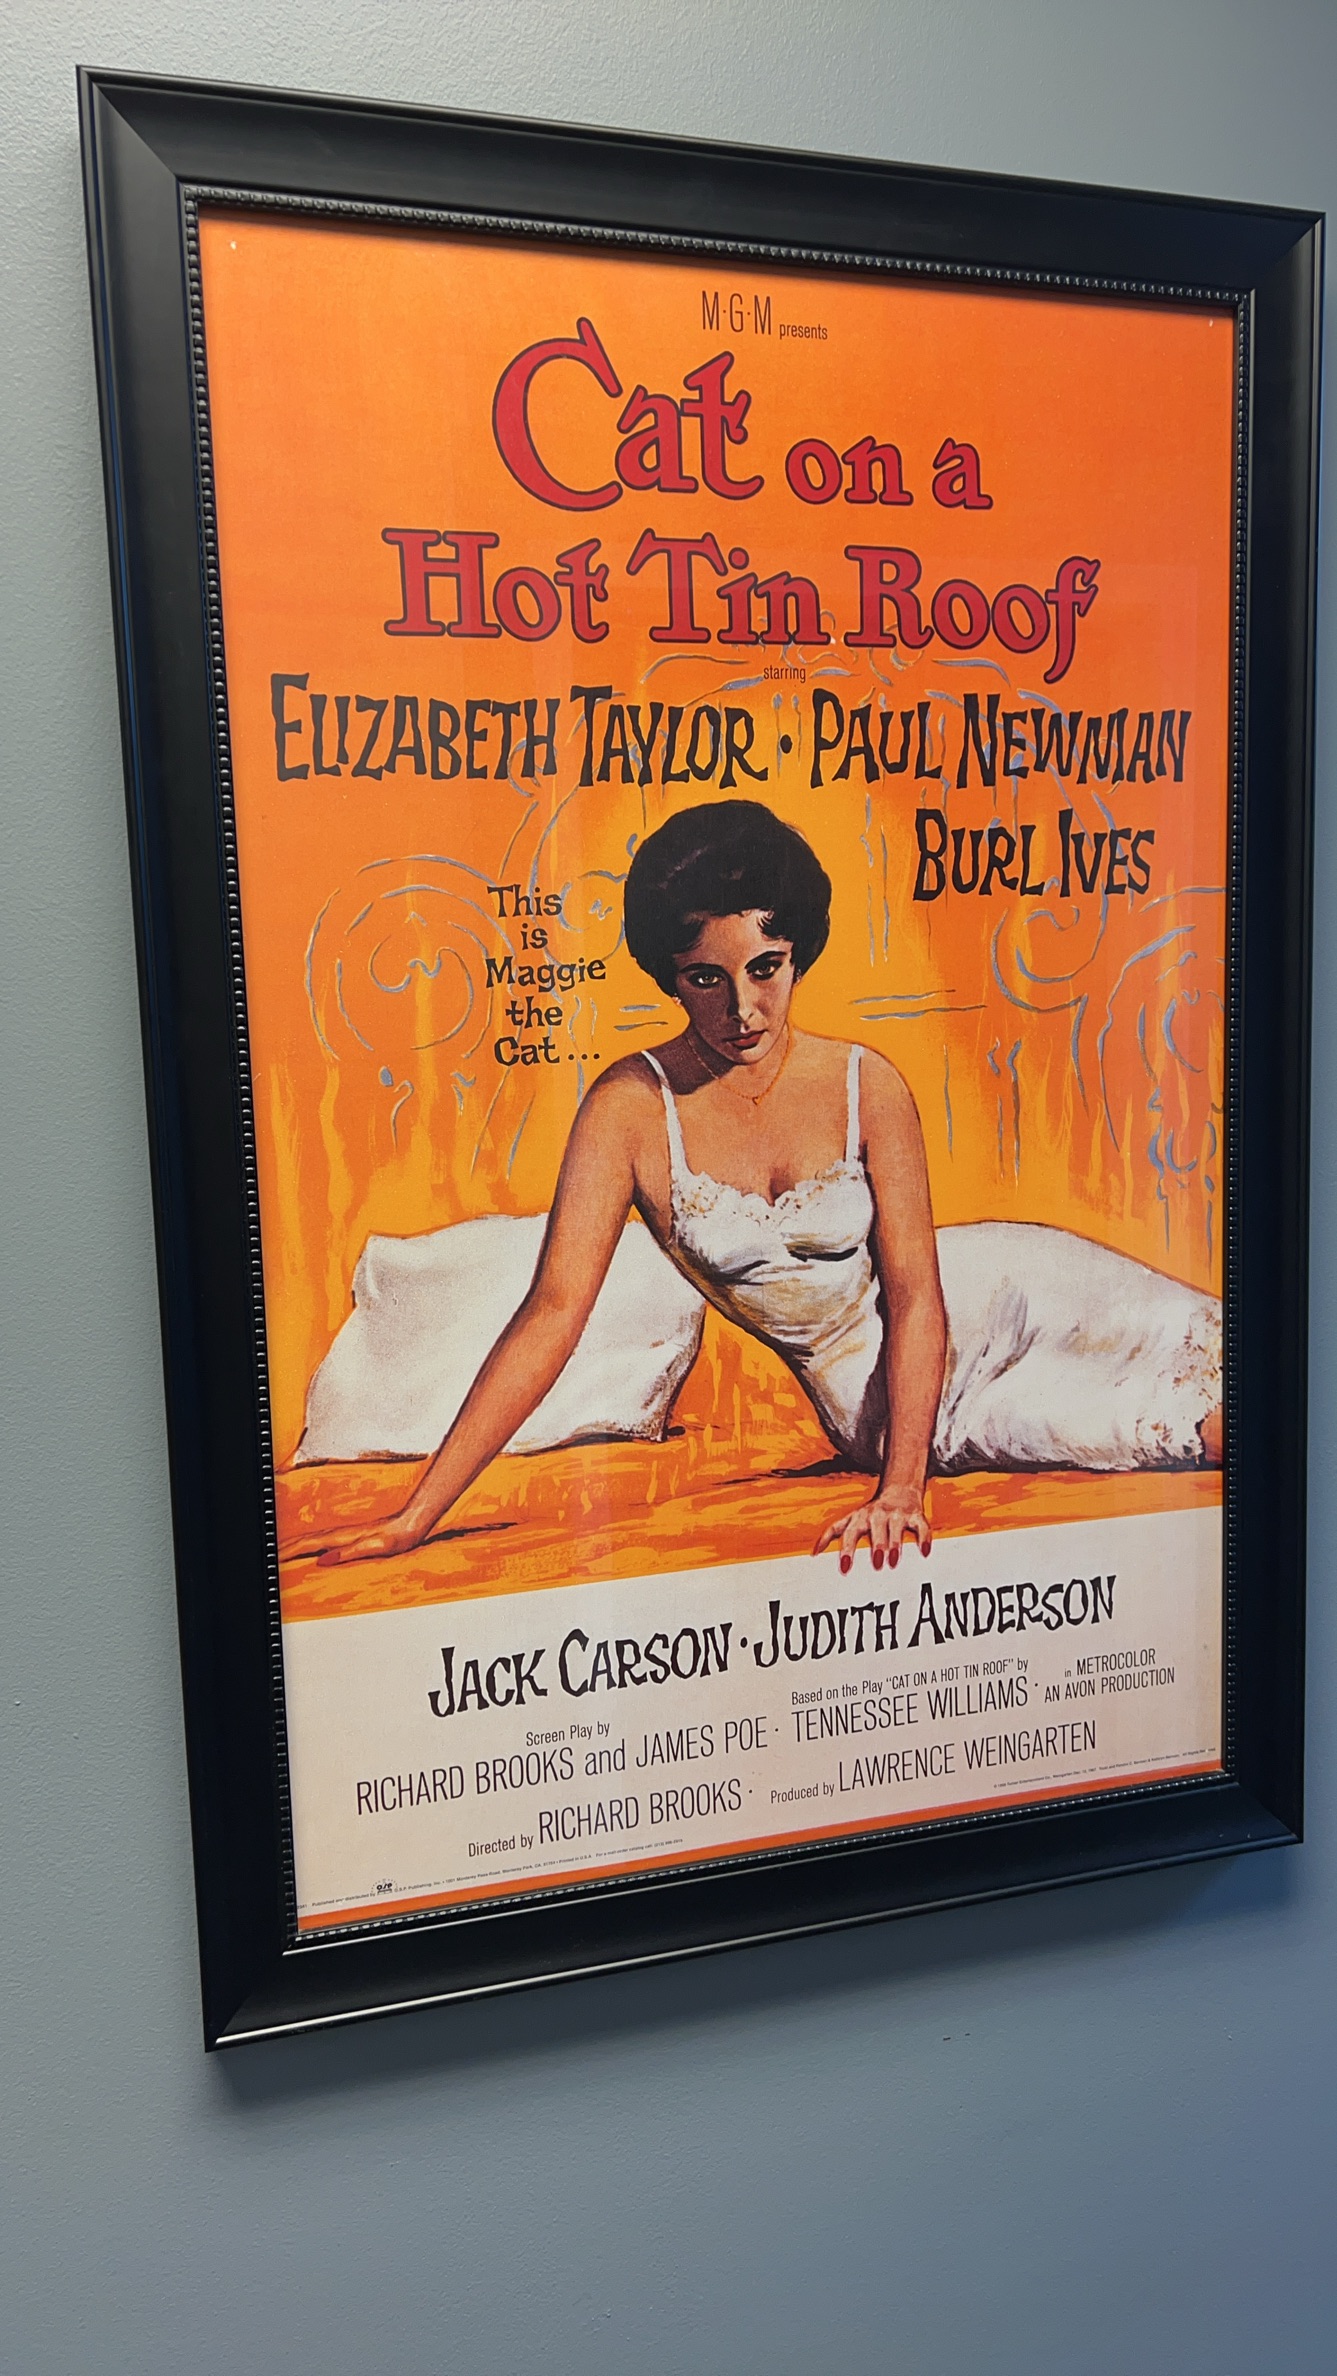 M·G·M presents
Cat on a
Hot Tin Roof
starring
ELIZABETH TAYLOR · PAUL NEWMAN
BURL IVES
This
is
Maggie
the
Cat...
JACK CARSON · JUDITH ANDERSON
Screen Play by
RICHARD BROOKS and JAMES POE ·
Based on the Play "CAT ON A HOT TIN ROOF" by
TENNESSEE WILLIAMS ·
in METROCOLOR
AN AVON PRODUCTION
Directed by RICHARD BROOKS · Produced by LAWRENCE WEINGARTEN